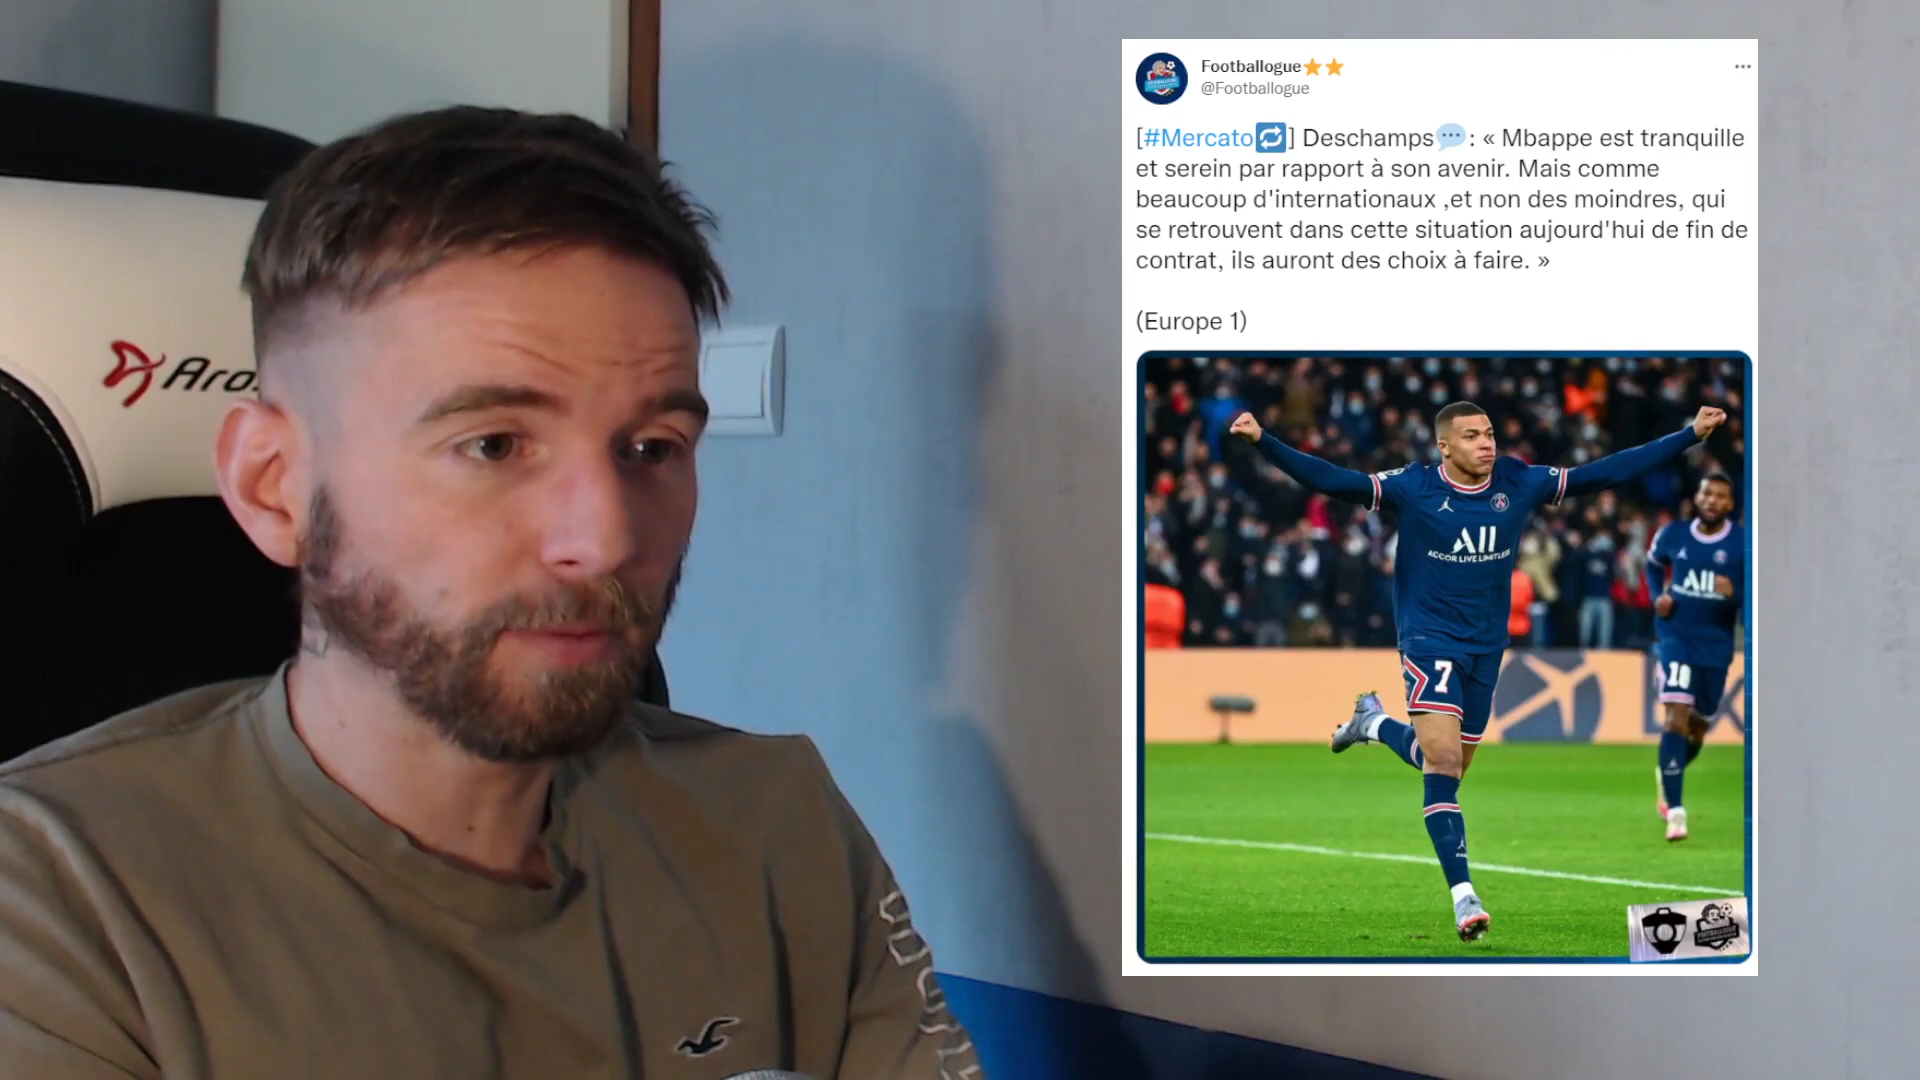 Footballogue⭐⭐
@Footballogue
[#Mercato🔁] Deschamps💬: « Mbappe est tranquille
et serein par rapport à son avenir. Mais comme
beaucoup d'internationaux ,et non des moindres, qui
se retrouvent dans cette situation aujourd'hui de fin de
contrat, ils auront des choix à faire. »
(Europe 1)
ALL
ACCOR LIVE LIMITLESS
7
ALL
18
FOOTBALLOGUE